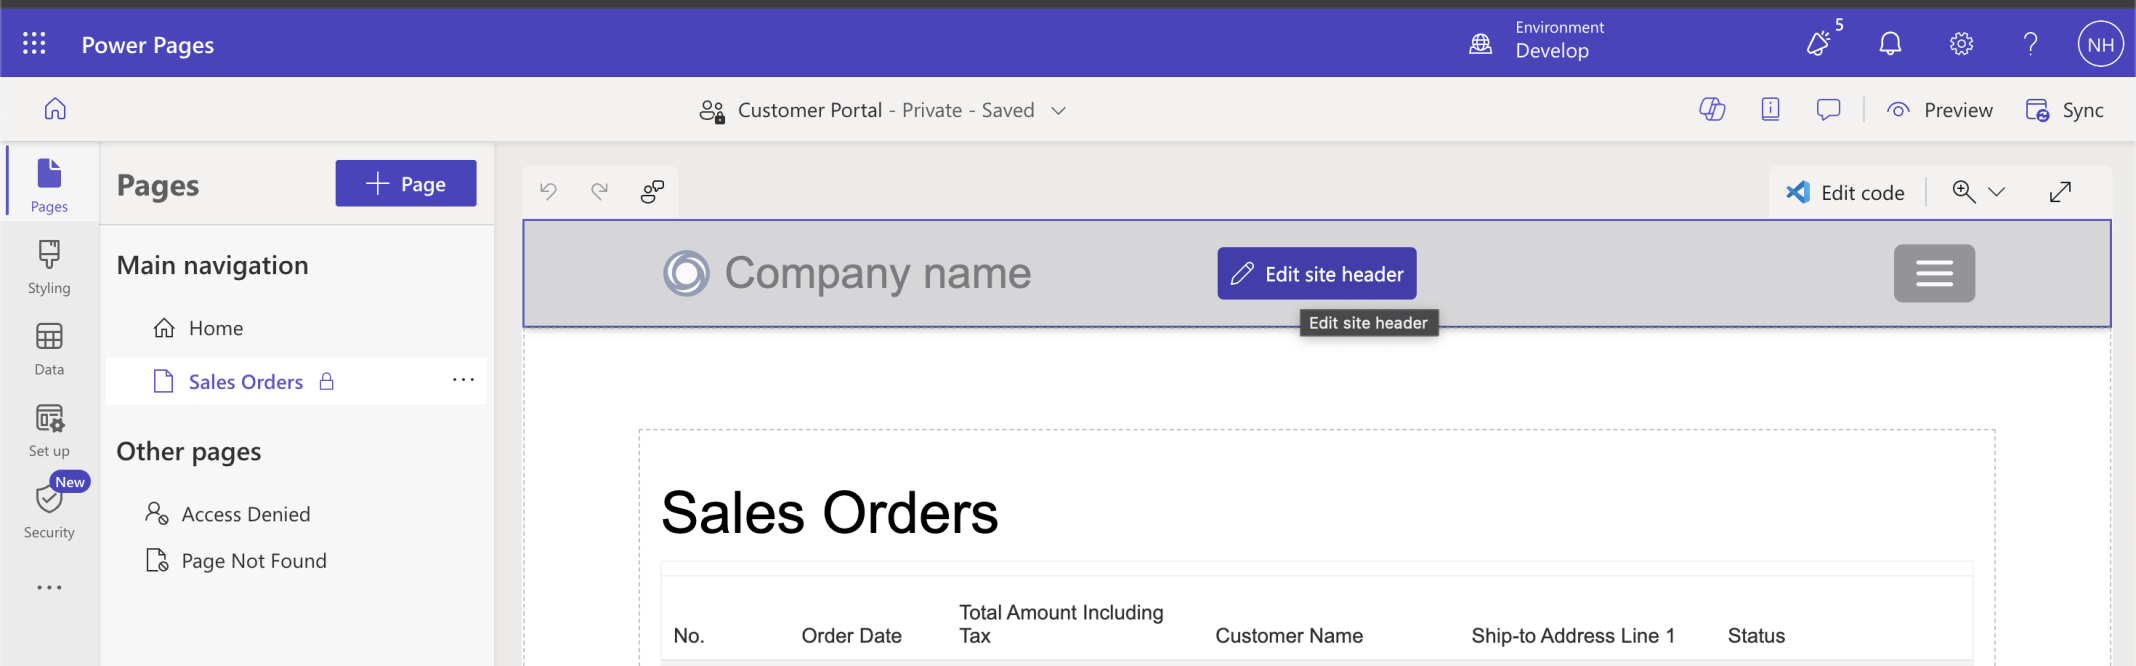 Power Pages
Environment
Develop
5
NH
Customer Portal - Private - Saved
Preview
Sync
Pages
Styling
Data
Set up
New
Security
Pages
Page
Main navigation
Home
Sales Orders
Other pages
Access Denied
Page Not Found
Edit code
Company name
Edit site header
Edit site header
Sales Orders
No.
Order Date
Total Amount Including
Tax
Customer Name
Ship-to Address Line 1
Status